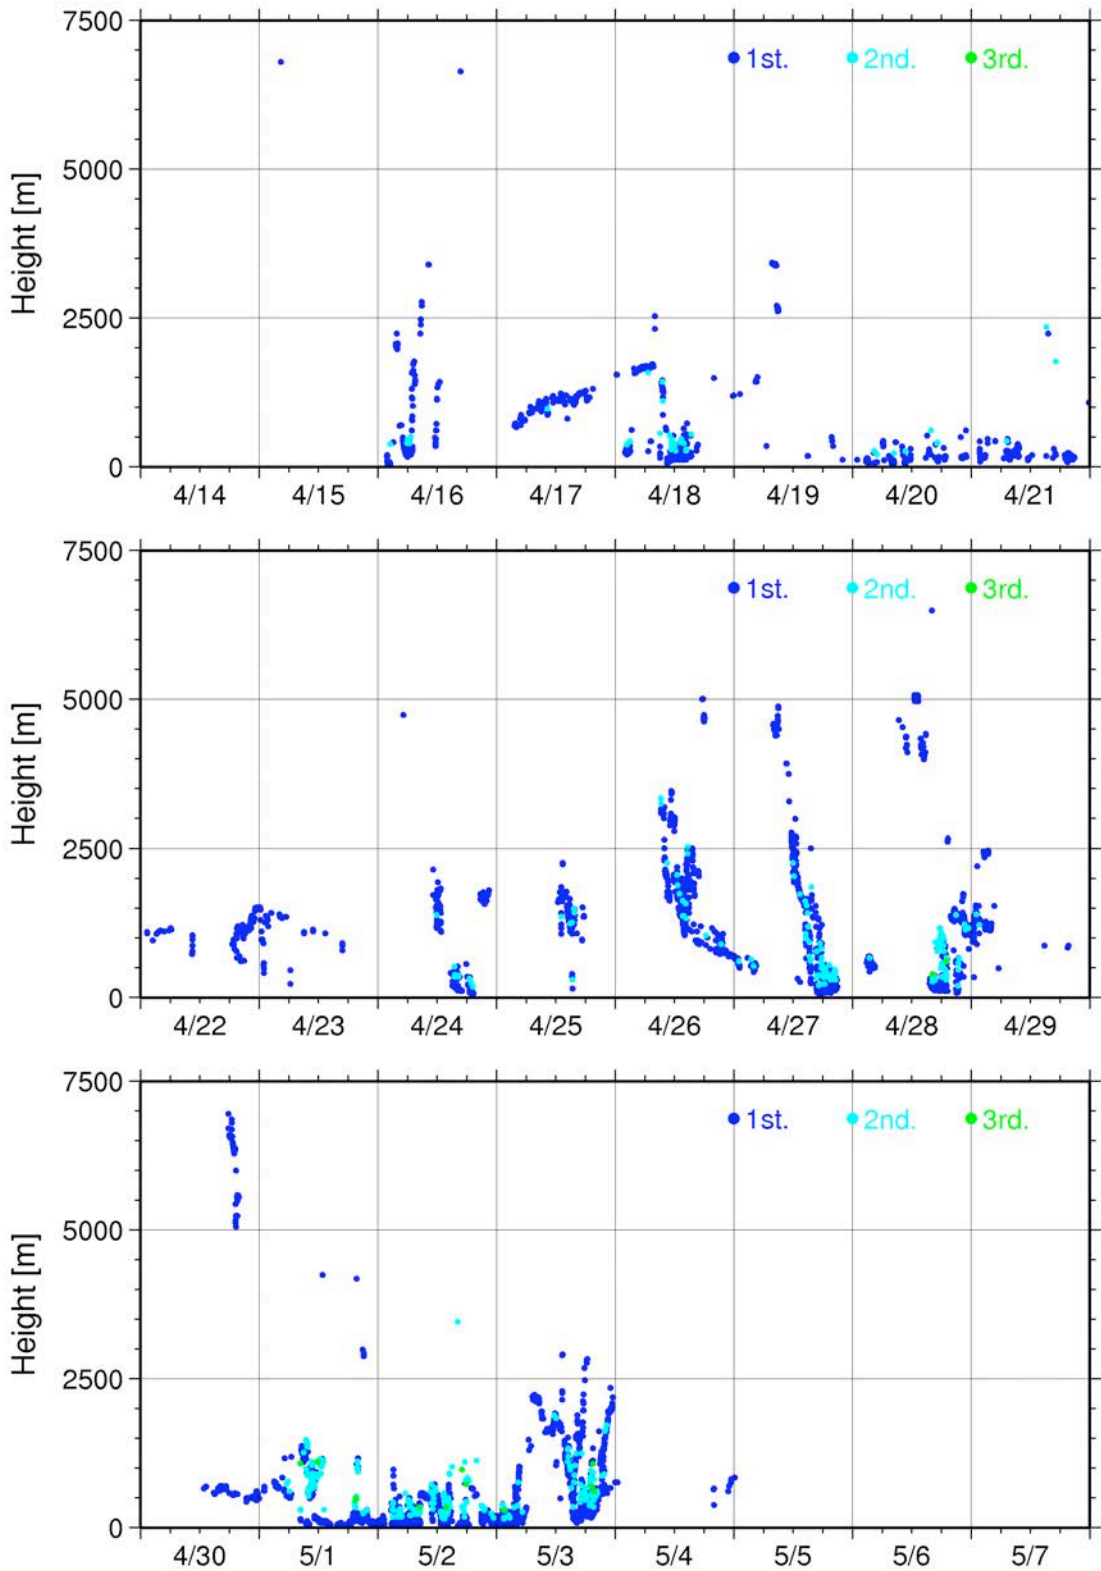 7500
1st. 2nd. 3rd.
5000
Height [m]
2500
0
4/14 4/15 4/16 4/17 4/18 4/19 4/20 4/21
7500
1st. 2nd. 3rd.
5000
Height [m]
2500
0
4/22 4/23 4/24 4/25 4/26 4/27 4/28 4/29
7500
1st. 2nd. 3rd.
5000
Height [m]
2500
0
4/30 5/1 5/2 5/3 5/4 5/5 5/6 5/7